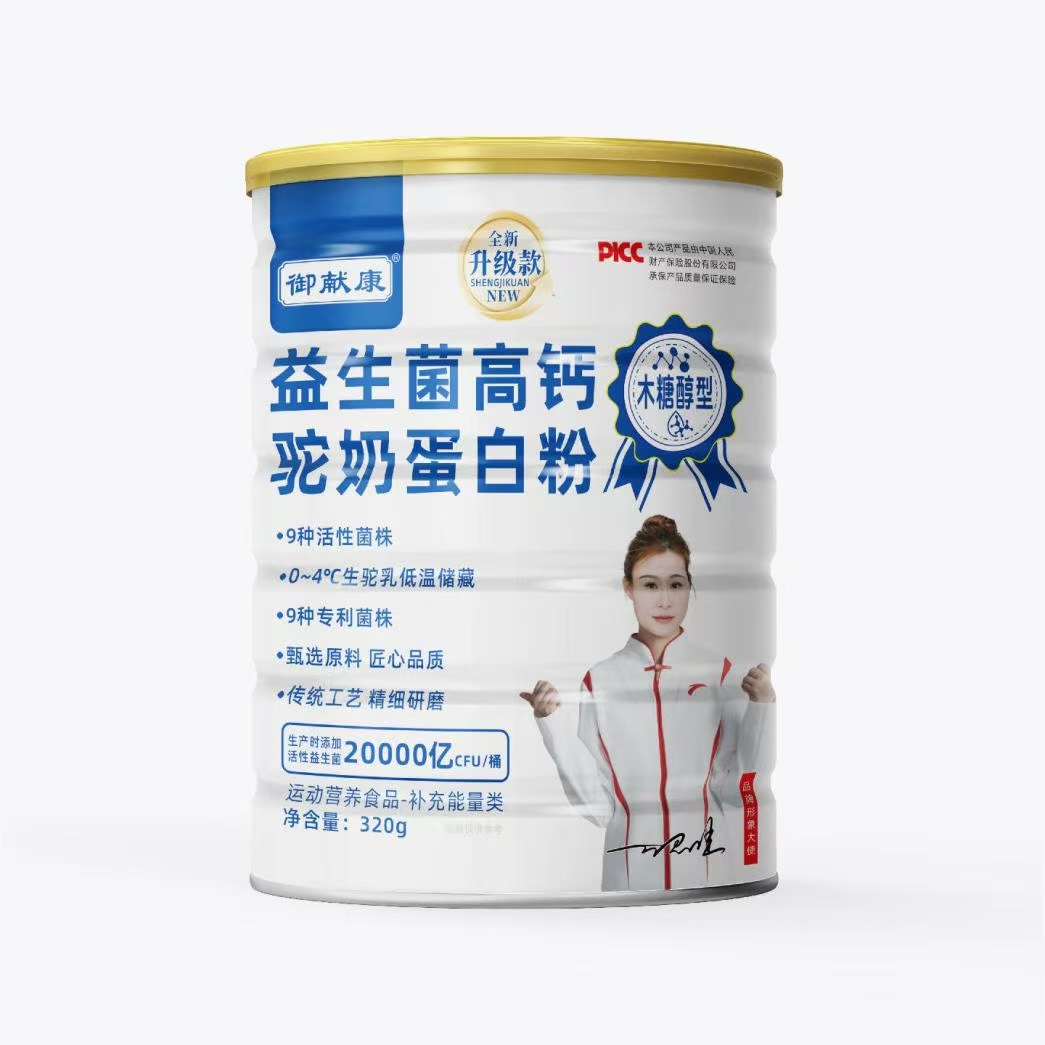 御献康®
全新
升级款
SHENGJIKUAN
NEW
PICC 本公司产品由中国人民
财产保险股份有限公司
承保产品质量保证保险
益生菌高钙
驼奶蛋白粉
木糖醇型
•9种活性菌株
•0~4℃生驼乳低温储藏
•9种专利菌株
•甄选原料 匠心品质
•传统工艺 精细研磨
生产时添加
活性益生菌 20000亿CFU/桶
运动营养食品-补充能量类
净含量：320g
品牌形象大使